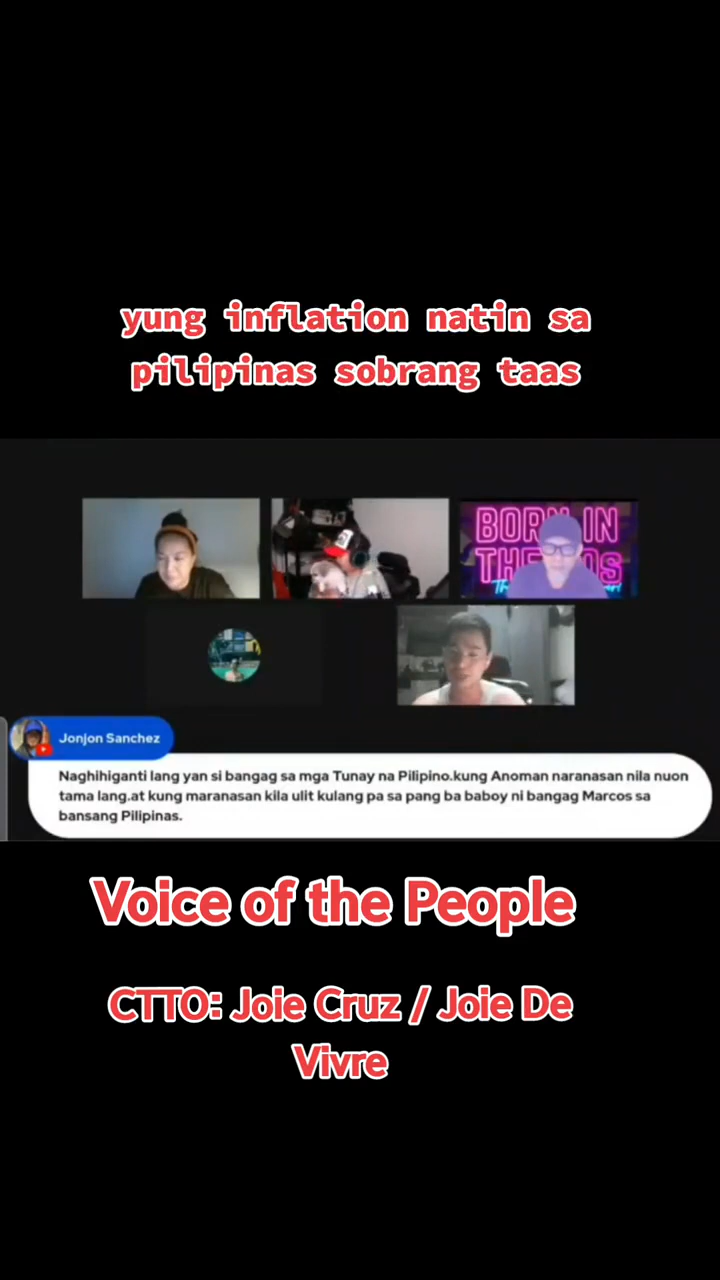 yung inflation natin sa
pilipinas sobrang taas
BORN IN
THE
Jonjon Sanchez
Naghihiganti lang yan si bangag sa mga Tunay na Pilipino.kung Anoman naranasan nila nuon
tama lang.at kung maranasan kila ulit kulang pa sa pang ba baboy ni bangag Marcos sa
bansang Pilipinas.
Voice of the People
CTTO: Joie Cruz / Joie De
Vivre